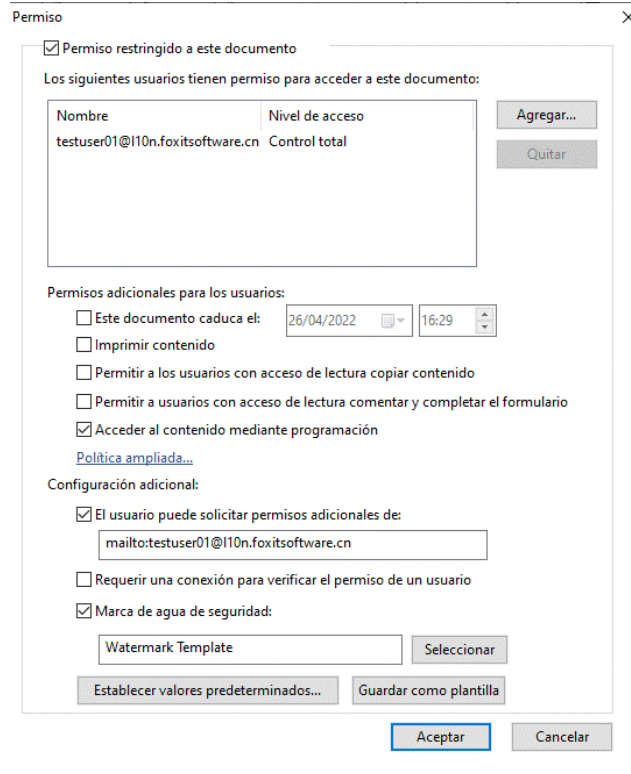 Permiso
Permiso restringido a este documento
Los siguientes usuarios tienen permiso para acceder a este documento:
Nombre Nivel de acceso
Agregar...
testuser01@l10n.foxitsoftware.cn Control total
Quitar
Permisos adicionales para los usuarios:
Este documento caduca el: 26/04/2022 16:29
Imprimir contenido
Permitir a los usuarios con acceso de lectura copiar contenido
Permitir a usuarios con acceso de lectura comentar y completar el formulario
Acceder al contenido mediante programación
Política ampliada...
Configuración adicional:
El usuario puede solicitar permisos adicionales de:
mailto:testuser01@l10n.foxitsoftware.cn
Requerir una conexión para verificar el permiso de un usuario
Marca de agua de seguridad:
Watermark Template Seleccionar
Establecer valores predeterminados... Guardar como plantilla
Aceptar Cancelar